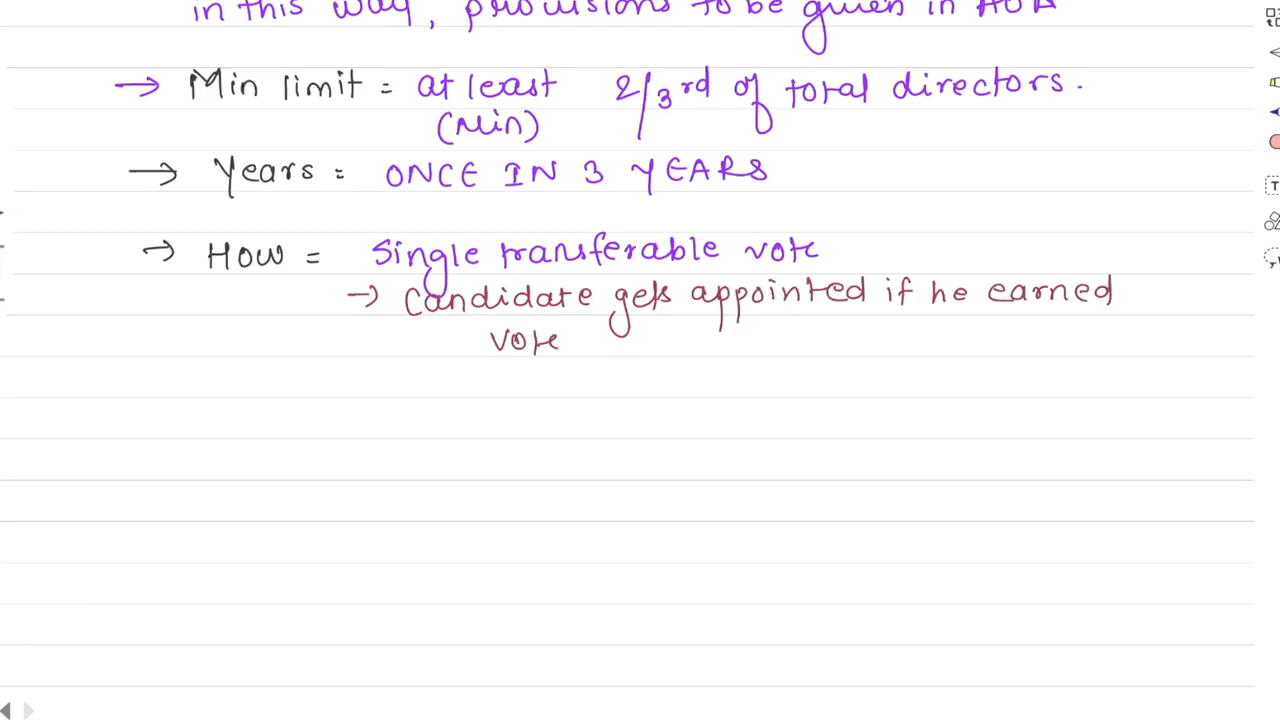 in this way, provisions to be given in AOA
→ Min limit = at least 2/3rd of total directors.
(Min)
→ Years = ONCE IN 3 YEARS
→ HOW = Single transferable vote
→ Candidate gets appointed if he earned
vote